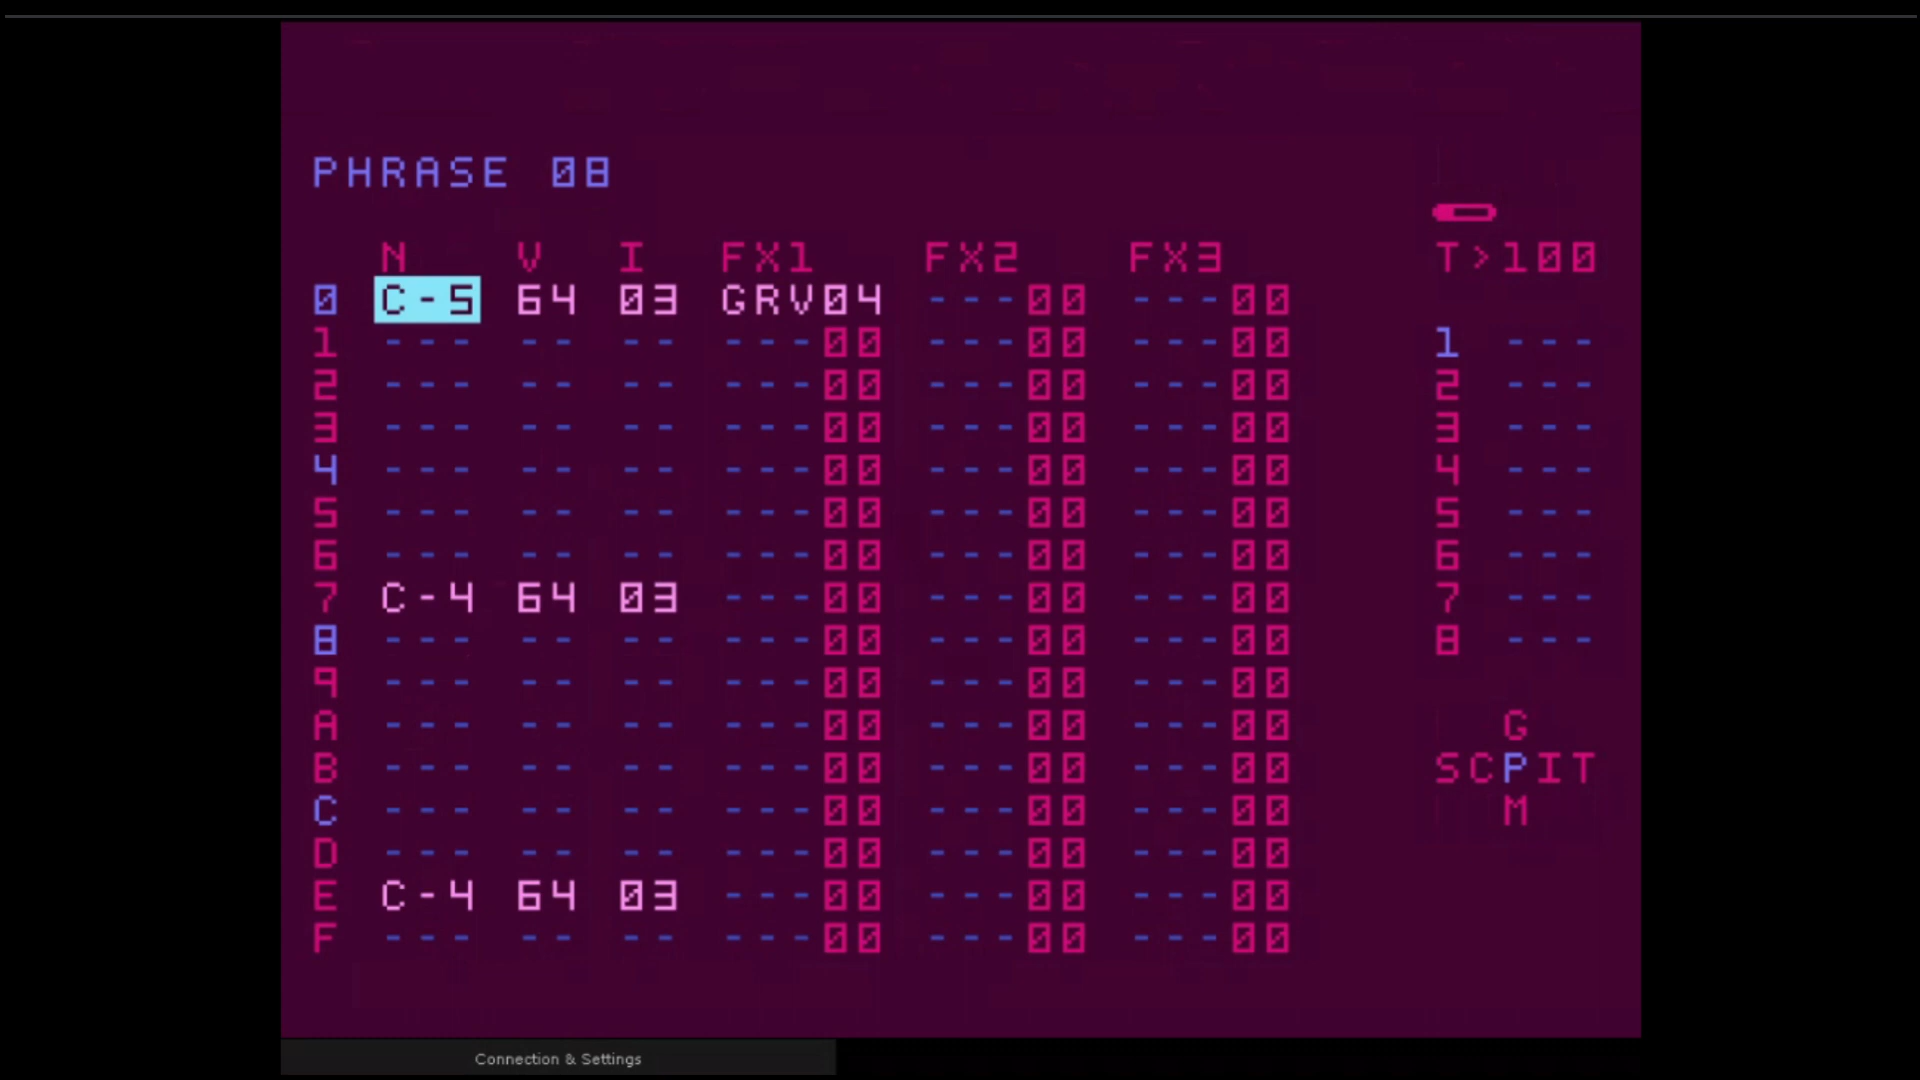 PHRASE 08
N V I FX1 FX2 FX3 T>100
0 C-5 64 03 GRV04 ---00 ---00
1 --- -- -- ---00 ---00 ---00 1 ---
2 --- -- -- ---00 ---00 ---00 2 ---
3 --- -- -- ---00 ---00 ---00 3 ---
4 --- -- -- ---00 ---00 ---00 4 ---
5 --- -- -- ---00 ---00 ---00 5 ---
6 --- -- -- ---00 ---00 ---00 6 ---
7 C-4 64 03 ---00 ---00 ---00 7 ---
8 --- -- -- ---00 ---00 ---00 8 ---
9 --- -- -- ---00 ---00 ---00
A --- -- -- ---00 ---00 ---00 G
B --- -- -- ---00 ---00 ---00 SCPIT
C --- -- -- ---00 ---00 ---00 M
D --- -- -- ---00 ---00 ---00
E C-4 64 03 ---00 ---00 ---00
F --- -- -- ---00 ---00 ---00
Connection & Settings